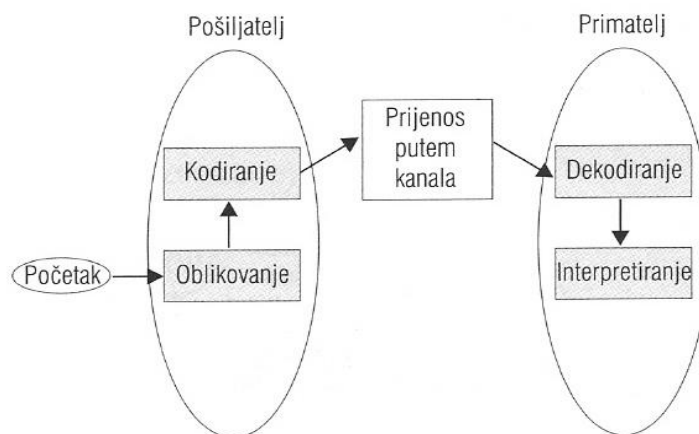 Pošiljatelj
Primatelj
Prijenos
putem
kanala
Kodiranje
Dekodiranje
Početak
Oblikovanje
Interpretiranje